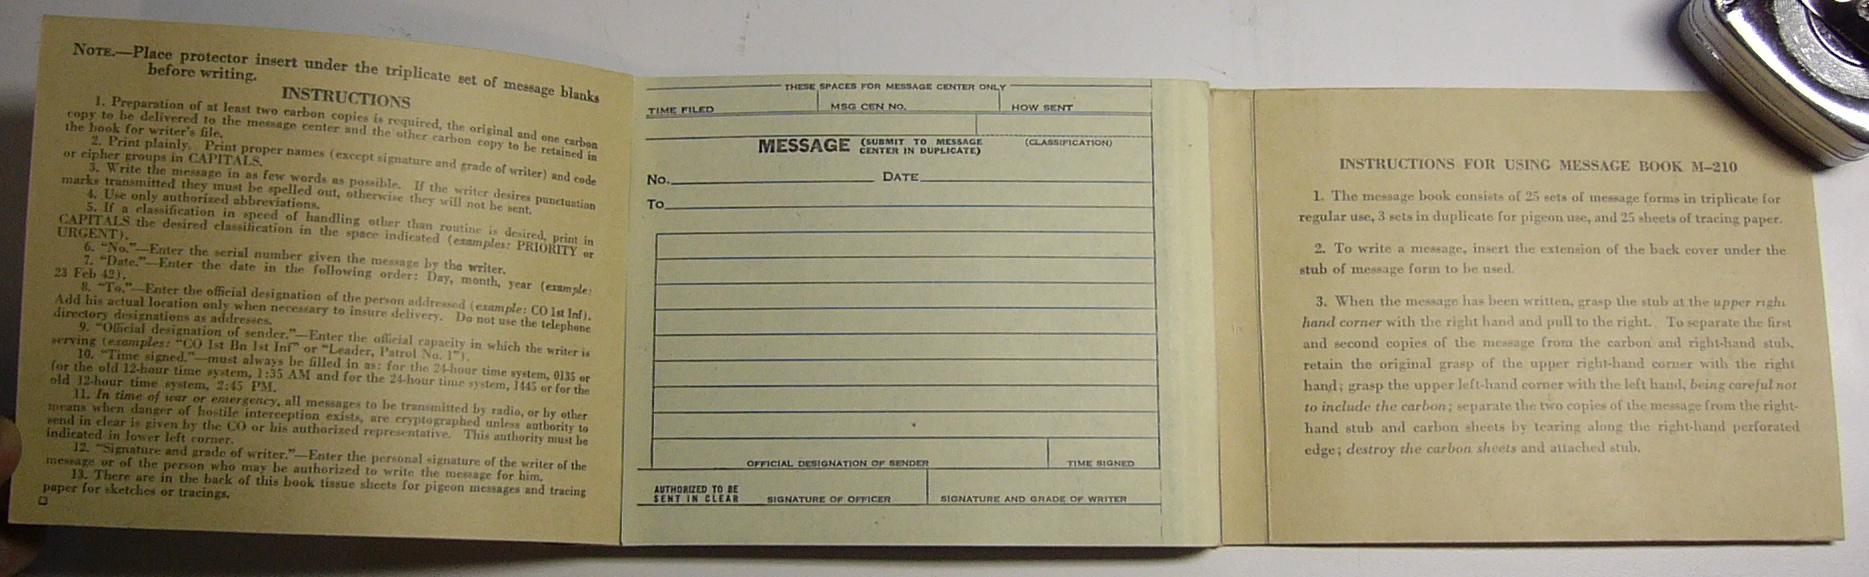 NOTE.—Place protector insert under the triplicate set of message blanks
before writing.
INSTRUCTIONS
1. Preparation of at least two carbon copies is required, the original and one carbon
copy to be delivered to the message center and the other carbon copy to be retained in
the book for writer's file.
2. Print plainly. Print proper names (except signature and grade of writer) and code
or cipher groups in CAPITALS.
3. Write the message in as few words as possible. If the writer desires punctuation
marks transmitted they must be spelled out, otherwise they will not be sent.
4. Use only authorized abbreviations.
5. If a classification in speed of handling other than routine is desired, print in
CAPITALS the desired classification in the space indicated (examples: PRIORITY or
URGENT).
6. "No."—Enter the serial number given the message by the writer.
7. "Date."—Enter the date in the following order: Day, month, year (example:
23 Feb 42).
8. "To."—Enter the official designation of the person addressed (example: CO 1st Inf).
Add his actual location only when necessary to insure delivery. Do not use the telephone
directory designations as addresses.
9. "Official designation of sender."—Enter the official capacity in which the writer is
serving (examples: "CO 1st Bn 1st Inf" or "Leader, Patrol No. 1").
10. "Time signed."—must always be filled in as: for the 24-hour time system, 0135 or
for the old 12-hour time system, 1:35 AM and for the 24-hour time system, 1445 or for the
old 12-hour time system, 2:45 PM.
11. In time of war or emergency, all messages to be transmitted by radio, or by other
means when danger of hostile interception exists, are cryptographed unless authority to
send in clear is given by the CO or his authorized representative. This authority must be
indicated in lower left corner.
12. "Signature and grade of writer."—Enter the personal signature of the writer of the
message or of the person who may be authorized to write the message for him.
13. There are in the back of this book tissue sheets for pigeon messages and tracing
paper for sketches or tracings.
THESE SPACES FOR MESSAGE CENTER ONLY
TIME FILED MSG CEN NO. HOW SENT
MESSAGE (SUBMIT TO MESSAGE CENTER IN DUPLICATE) (CLASSIFICATION)
No. DATE
To
OFFICIAL DESIGNATION OF SENDER TIME SIGNED
AUTHORIZED TO BE
SENT IN CLEAR SIGNATURE OF OFFICER SIGNATURE AND GRADE OF WRITER
INSTRUCTIONS FOR USING MESSAGE BOOK M-210
1. The message book consists of 25 sets of message forms in triplicate for
regular use, 3 sets in duplicate for pigeon use, and 25 sheets of tracing paper.
2. To write a message, insert the extension of the back cover under the
stub of message form to be used.
3. When the message has been written, grasp the stub at the upper right
hand corner with the right hand and pull to the right. To separate the first
and second copies of the message from the carbon and right-hand stub,
retain the original grasp of the upper right-hand corner with the right
hand; grasp the upper left-hand corner with the left hand, being careful not
to include the carbon; separate the two copies of the message from the right-
hand stub and carbon sheets by tearing along the right-hand perforated
edge; destroy the carbon sheets and attached stub.